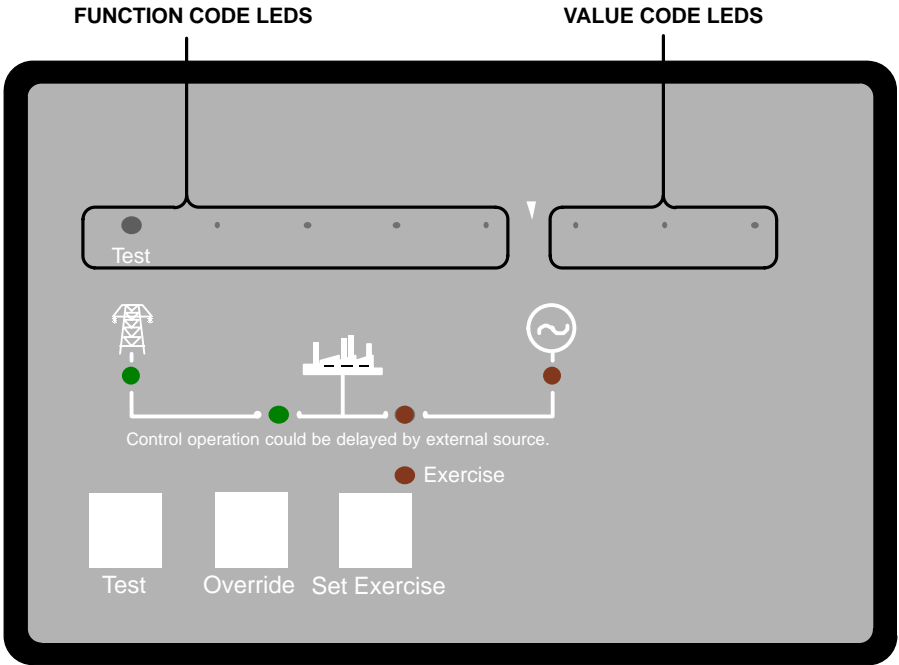 FUNCTION CODE LEDS
VALUE CODE LEDS
Test
Control operation could be delayed by external source.
Exercise
Test
Override
Set Exercise